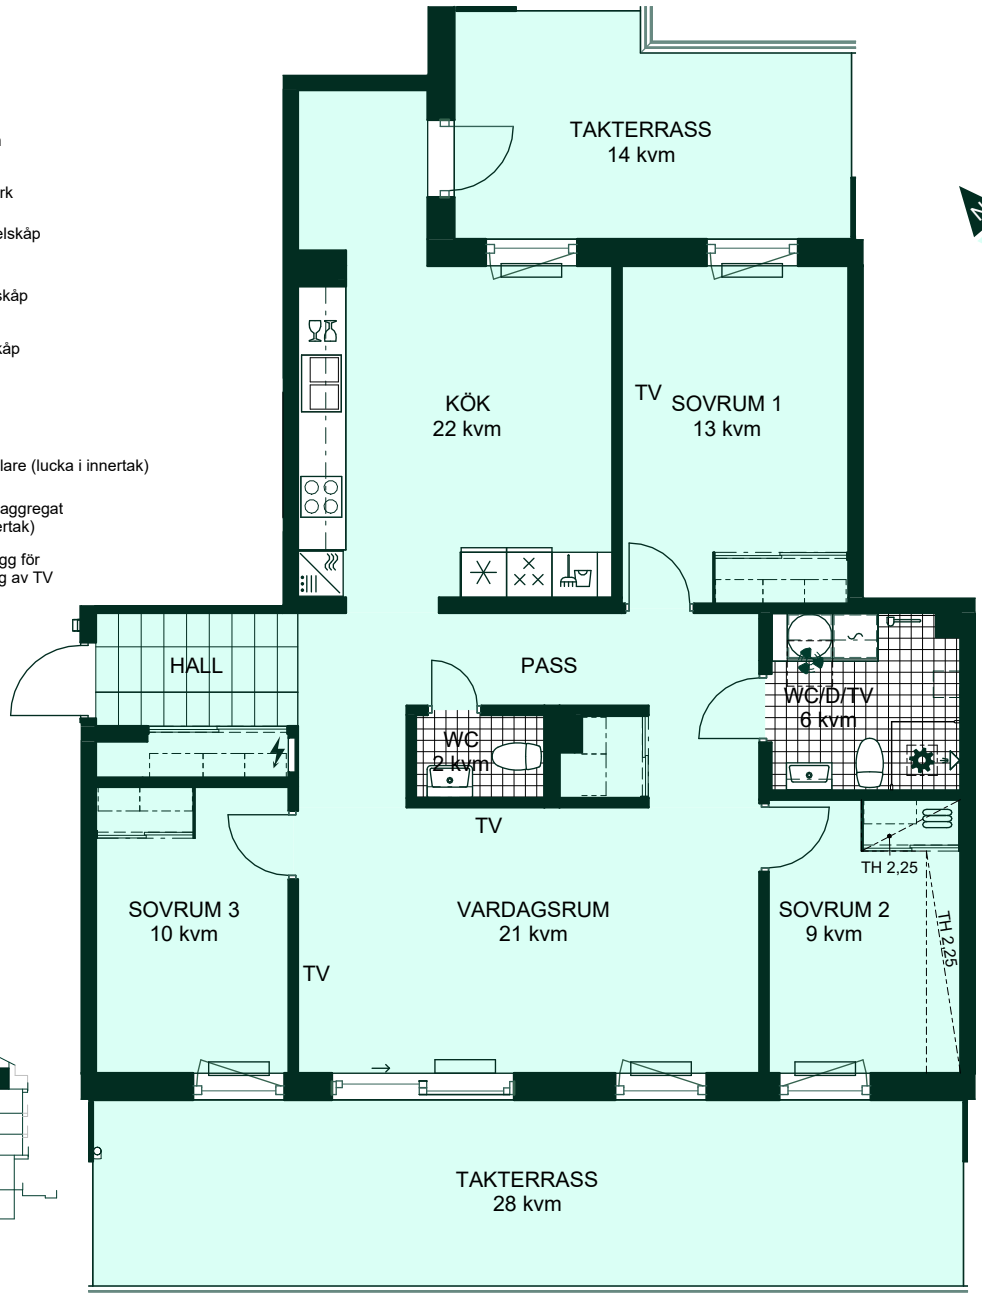 TAKTERRASS
14 kvm
N
rk
elskåp
skåp
kåp
lare (lucka i innertak)
aggregat
ertak)
gg för
g av TV
KÖK
22 kvm
TV
SOVRUM 1
13 kvm
HALL
PASS
WC/D/TV
6 kvm
WC
2 kvm
TV
TH 2,25
SOVRUM 3
10 kvm
VARDAGSRUM
21 kvm
SOVRUM 2
9 kvm
TH 2,25
TV
TAKTERRASS
28 kvm